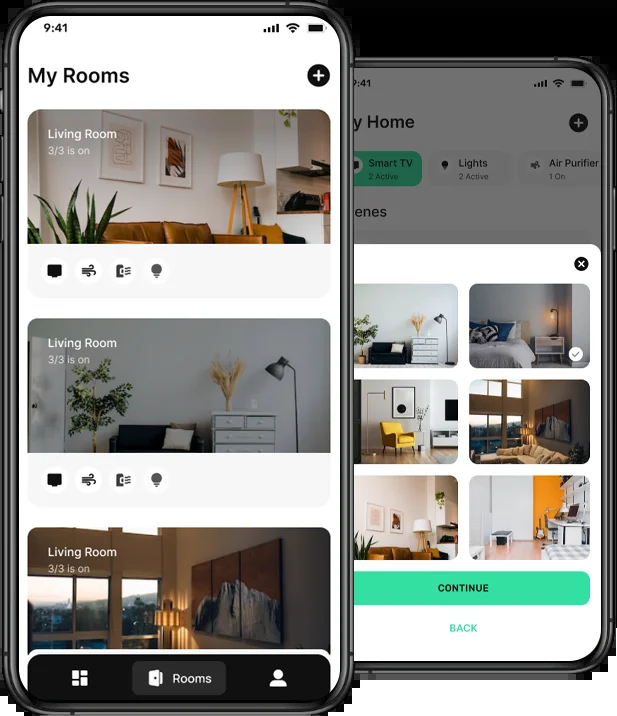 9:41
My Rooms
Living Room
3/3 is on
Living Room
3/3 is on
Living Room
3/3 is on
Rooms
9:41
y Home
Smart TV
2 Active
Lights
2 Active
Air Purifier
1 On
enes
CONTINUE
BACK